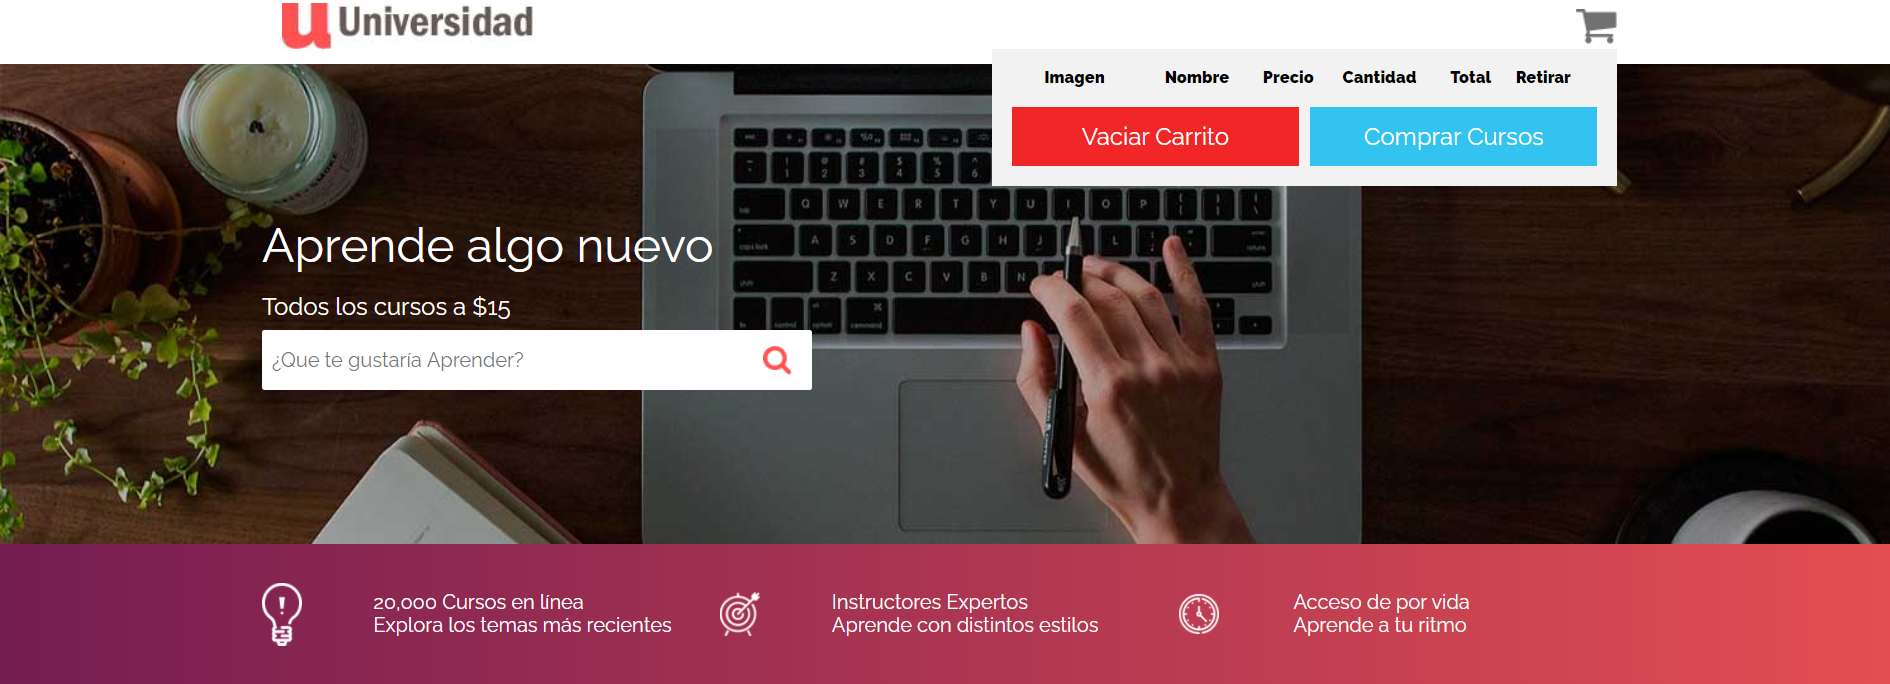 Universidad
Imagen Nombre Precio Cantidad Total Retirar
Vaciar Carrito Comprar Cursos
Aprende algo nuevo
Todos los cursos a $15
¿Que te gustaría Aprender?
20,000 Cursos en línea
Explora los temas más recientes
Instructores Expertos
Aprende con distintos estilos
Acceso de por vida
Aprende a tu ritmo